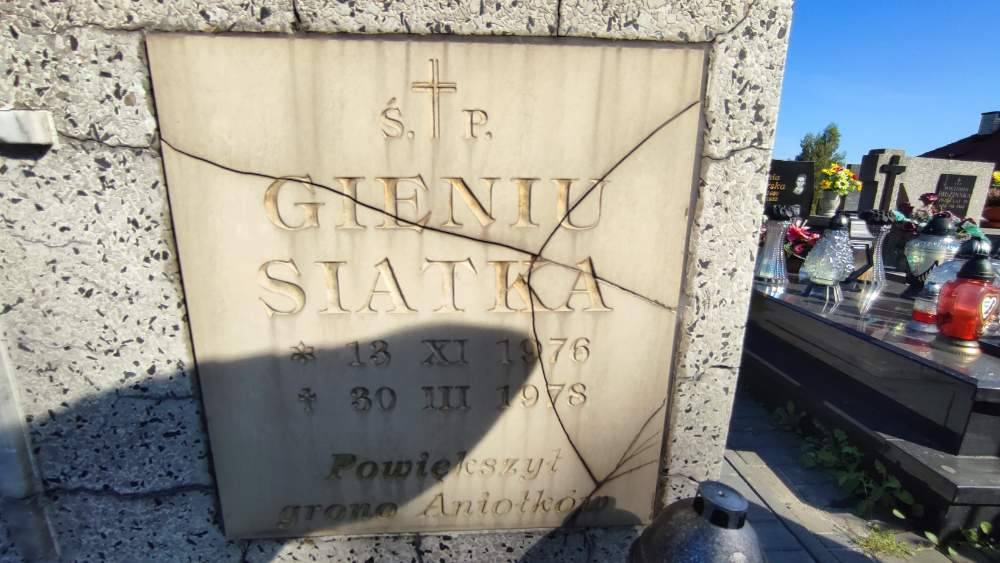 Ś. P.
GIENIU
SIATKA
* 13 XI 1976
† 30 III 1978
Powiększył
grono Aniołków